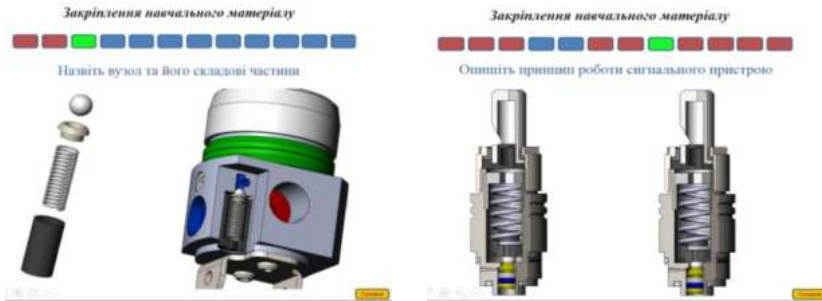 Закріплення навчального матеріалу
Назвіть вузол та його складові частини
Закріплення навчального матеріалу
Опишіть принцип роботи сигнального пристрою